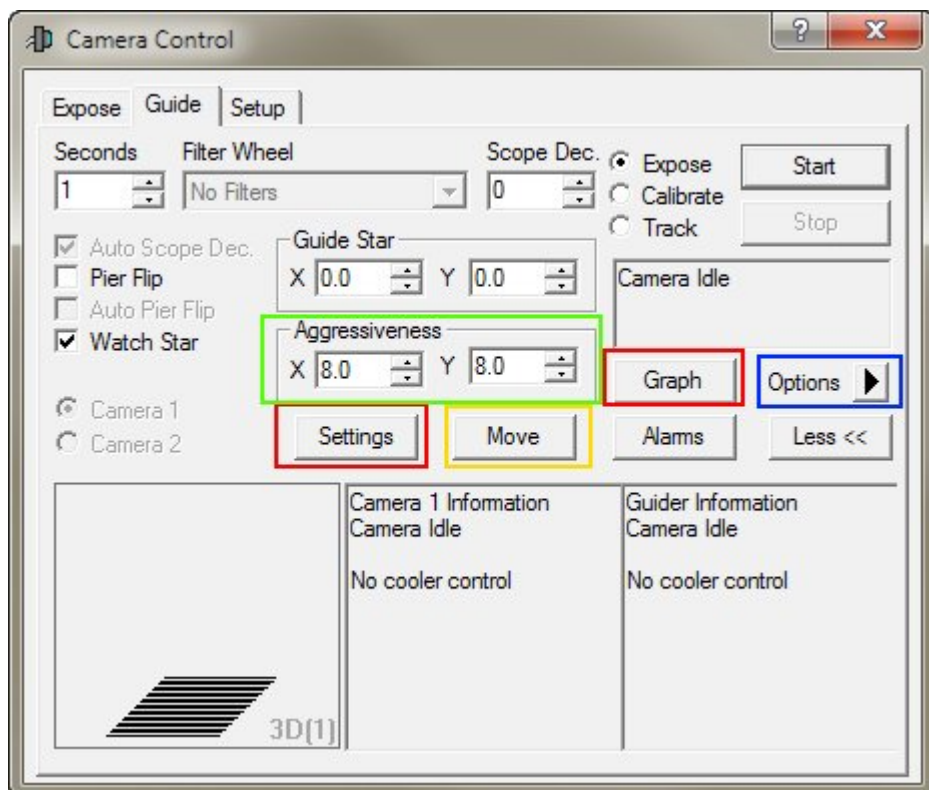 Camera Control
Expose Guide Setup
Seconds Filter Wheel Scope Dec.
1 No Filters 0
Expose Start
Calibrate
Track Stop
Auto Scope Dec.
Pier Flip
Auto Pier Flip
Watch Star
Guide Star
X 0.0 Y 0.0
Camera Idle
Aggressiveness
X 8.0 Y 8.0
Graph Options
Camera 1
Camera 2
Settings Move Alarms Less <<
Camera 1 Information
Camera Idle
No cooler control
Guider Information
Camera Idle
No cooler control
3D(1)